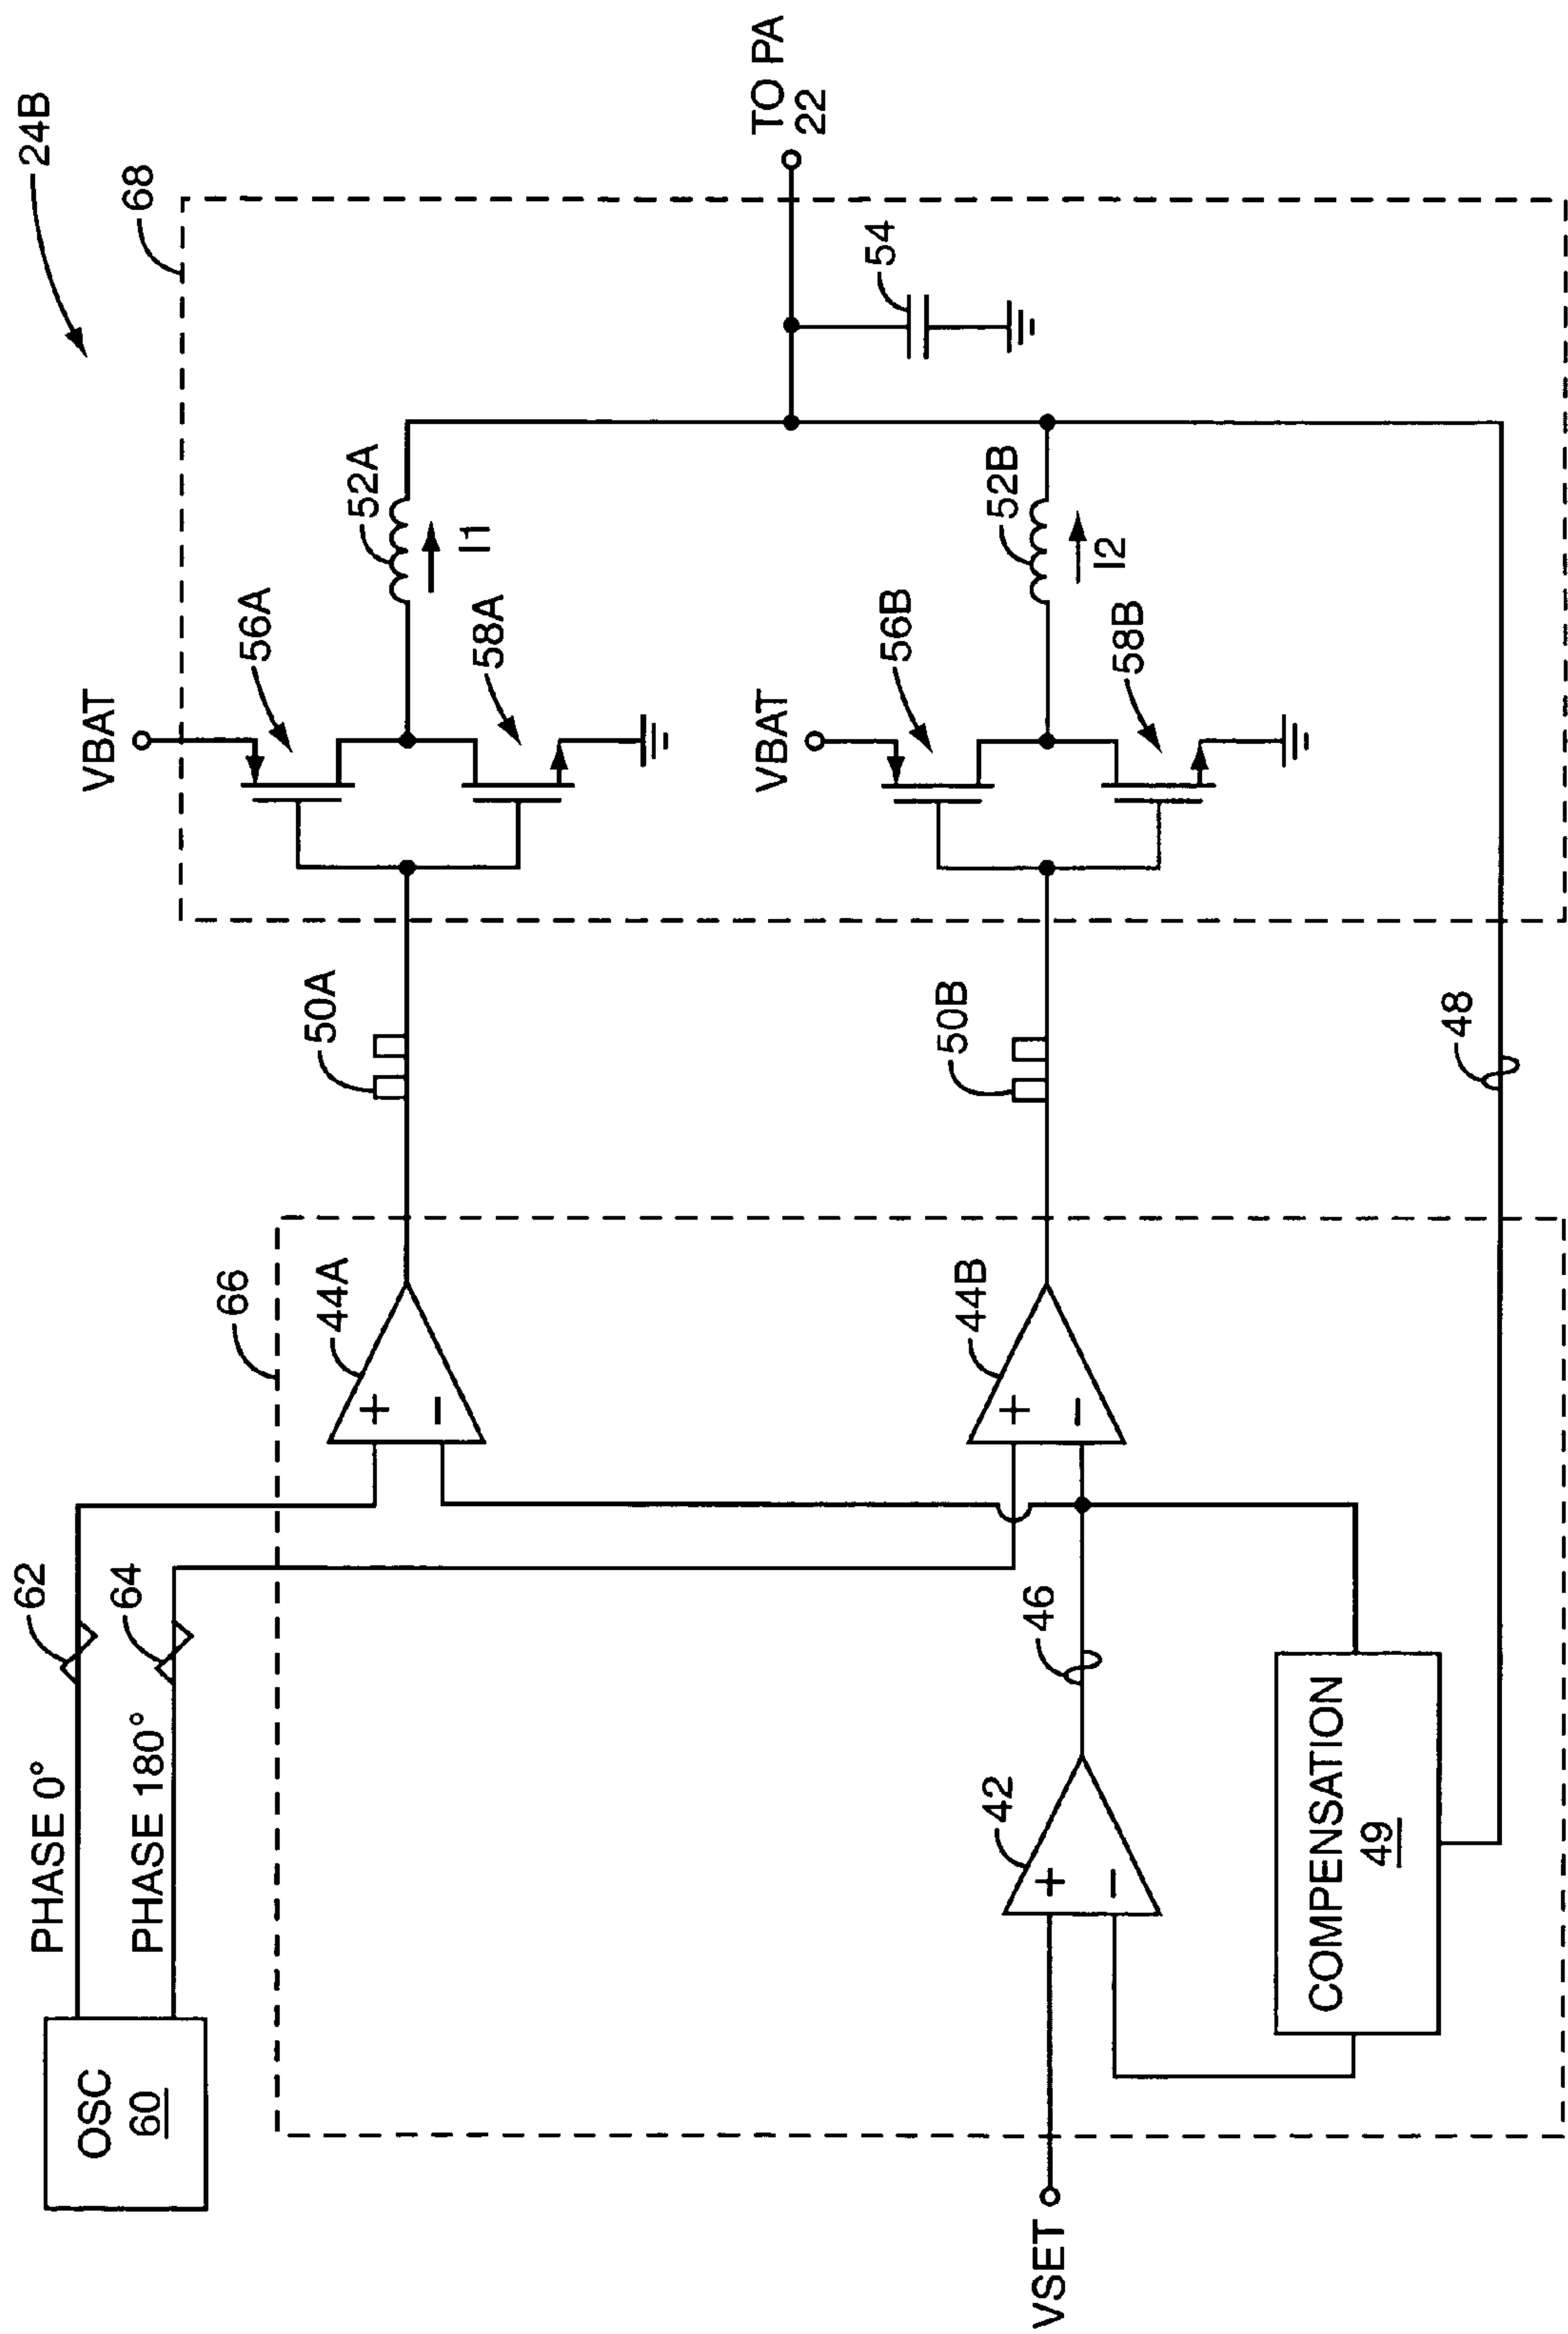 24B
68
VBAT
56A
52A
58A
I1
54
TO PA
22
50A
66
44A
+
−
62
64
PHASE 0°
PHASE 180°
OSC
60
VBAT
56B
52B
58B
I2
50B
44B
+
−
46
42
+
−
VSET
COMPENSATION
49
48